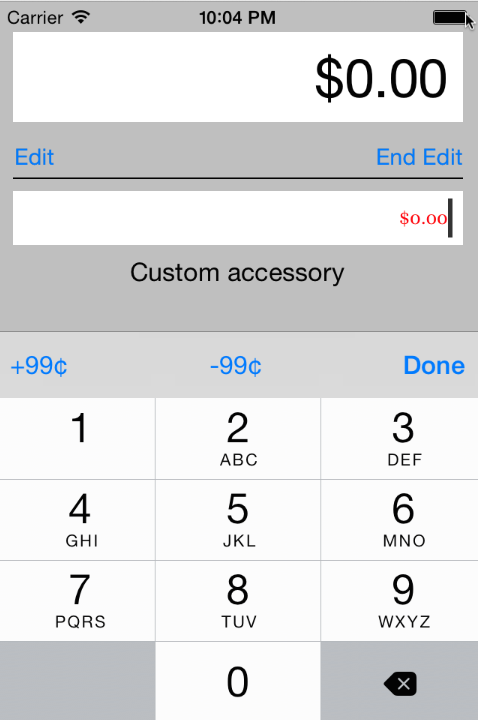 Carrier 10:04 PM
$0.00
Edit End Edit
$0.00
Custom accessory
+99¢ -99¢ Done
1 2 3
ABC DEF
4 5 6
GHI JKL MNO
7 8 9
PQRS TUV WXYZ
0